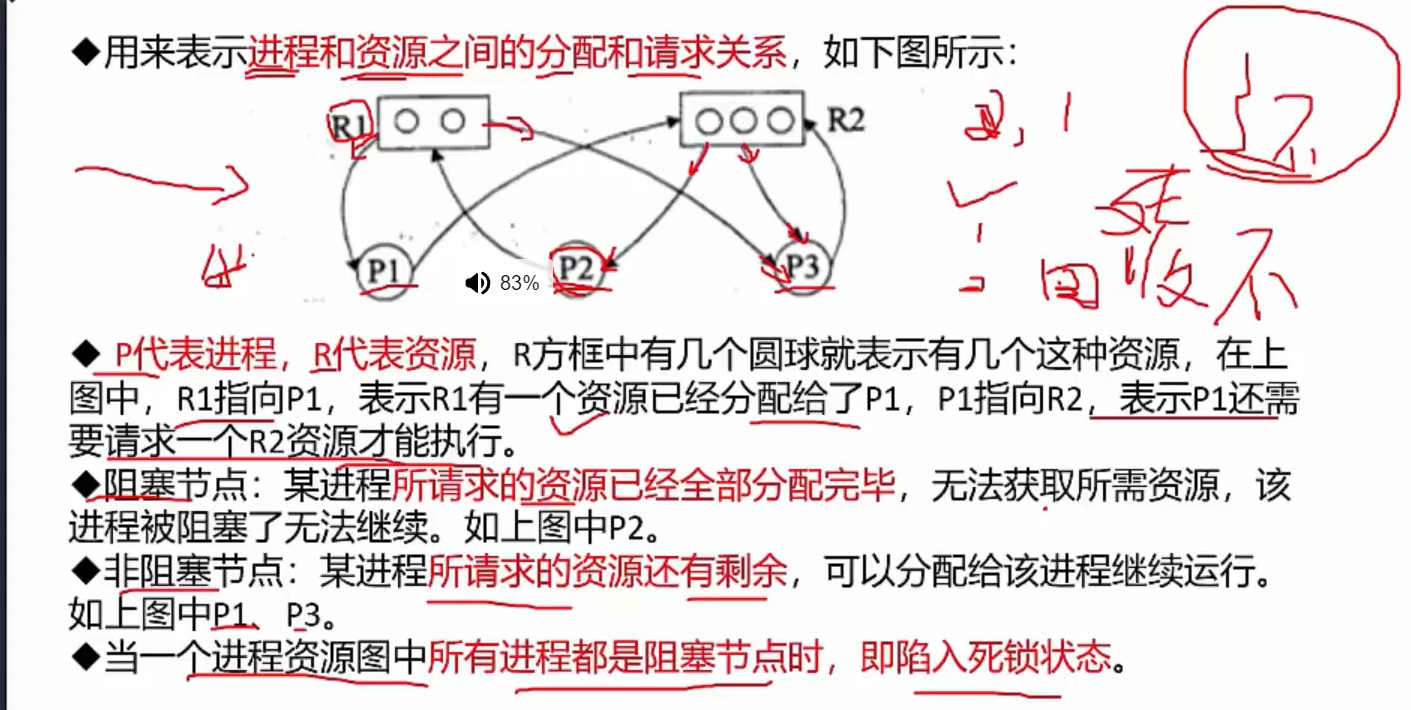 ◆用来表示进程和资源之间的分配和请求关系，如下图所示：
R1 R2
P1 P2 P3
83%
◆ P代表进程，R代表资源，R方框中有几个圆球就表示有几个这种资源，在上
图中，R1指向P1，表示R1有一个资源已经分配给了P1，P1指向R2，表示P1还需
要请求一个R2资源才能执行。
◆阻塞节点：某进程所请求的资源已经全部分配完毕，无法获取所需资源，该
进程被阻塞了无法继续。如上图中P2。
◆非阻塞节点：某进程所请求的资源还有剩余，可以分配给该进程继续运行。
如上图中P1、P3。
◆当一个进程资源图中所有进程都是阻塞节点时，即陷入死锁状态。